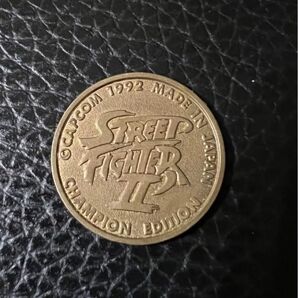 ©CAPCOM 1992 MADE IN JAPAN
STREET
FIGHTER
II
CHAMPION EDITION